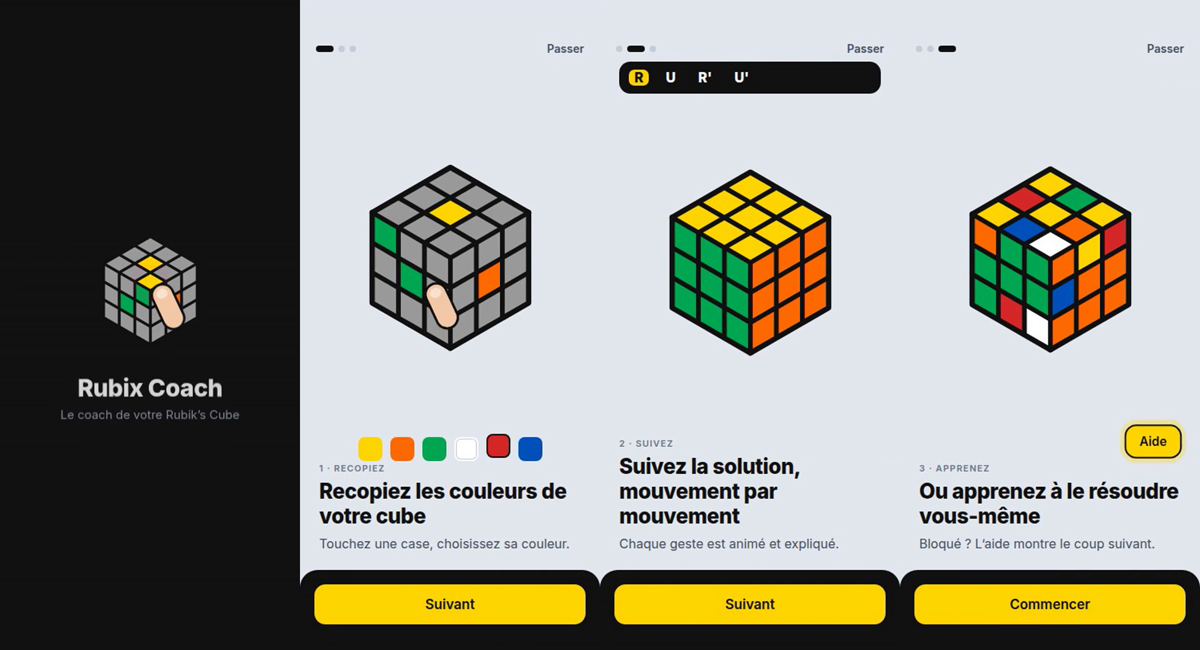 Rubix Coach
Le coach de votre Rubik’s Cube
Passer
1 · RECOPIEZ
Recopiez les couleurs de
votre cube
Touchez une case, choisissez sa couleur.
Suivant
Passer
R U R' U'
2 · SUIVEZ
Suivez la solution,
mouvement par
mouvement
Chaque geste est animé et expliqué.
Suivant
Passer
Aide
3 · APPRENEZ
Ou apprenez à le résoudre
vous-même
Bloqué ? L’aide montre le coup suivant.
Commencer